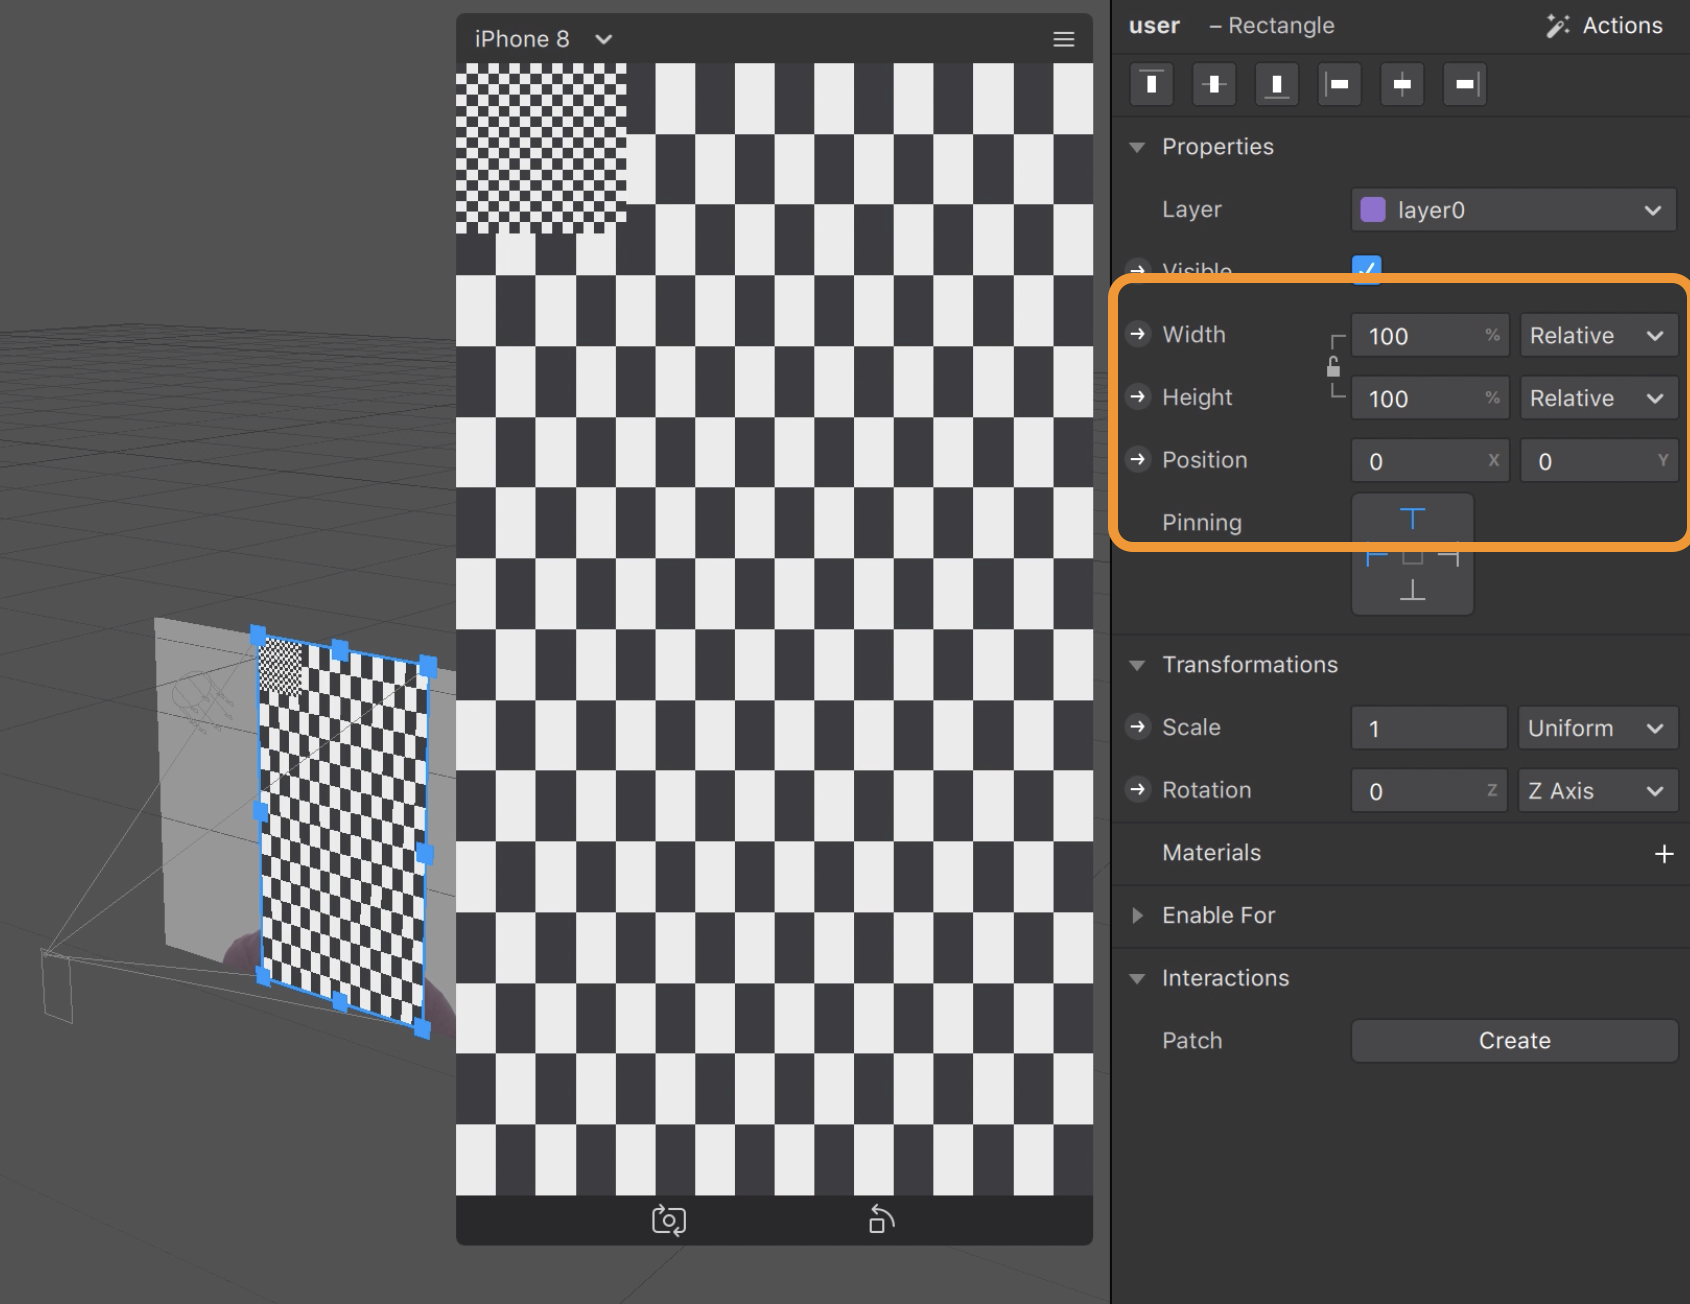 iPhone 8
user – Rectangle
Actions
Properties
Layer
layer0
Visible
Width
100 %
Relative
Height
100 %
Relative
Position
0 X
0 Y
Pinning
Transformations
Scale
1
Uniform
Rotation
0 Z
Z Axis
Materials
Enable For
Interactions
Patch
Create